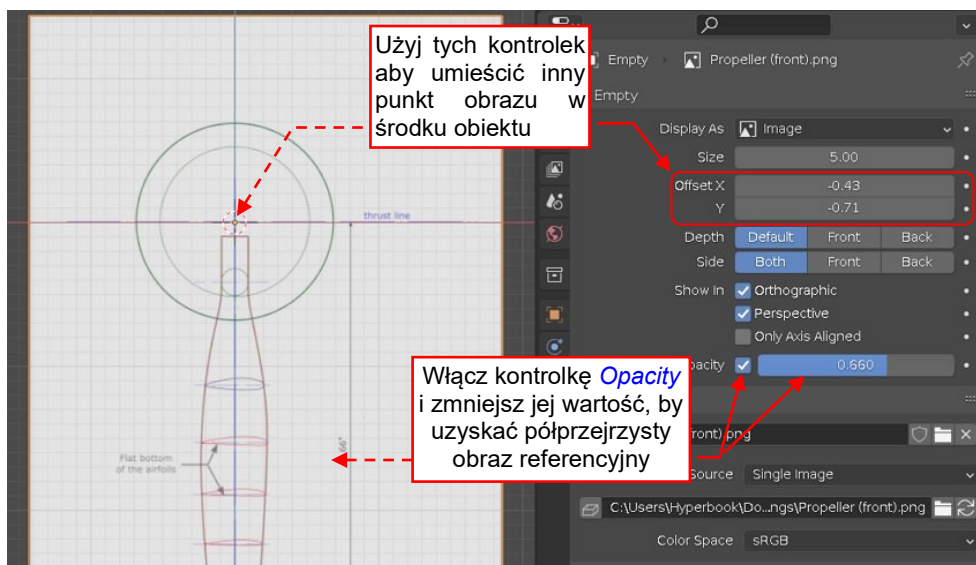 Użyj tych kontrolek
aby umieścić inny
punkt obrazu w
środku obiektu
thrust line
Flat bottom
of the airfoils
Włącz kontrolkę Opacity
i zmniejsz jej wartość, by
uzyskać półprzejrzysty
obraz referencyjny
Empty Propeller (front).png
Empty
Display As Image
Size 5.00
Offset X -0.43
Y -0.71
Depth Default Front Back
Side Both Front Back
Show In Orthographic
Perspective
Only Axis Aligned
pacity 0.660
ront).png
Source Single Image
C:\Users\Hyperbook\Do...ngs\Propeller (front).png
Color Space sRGB